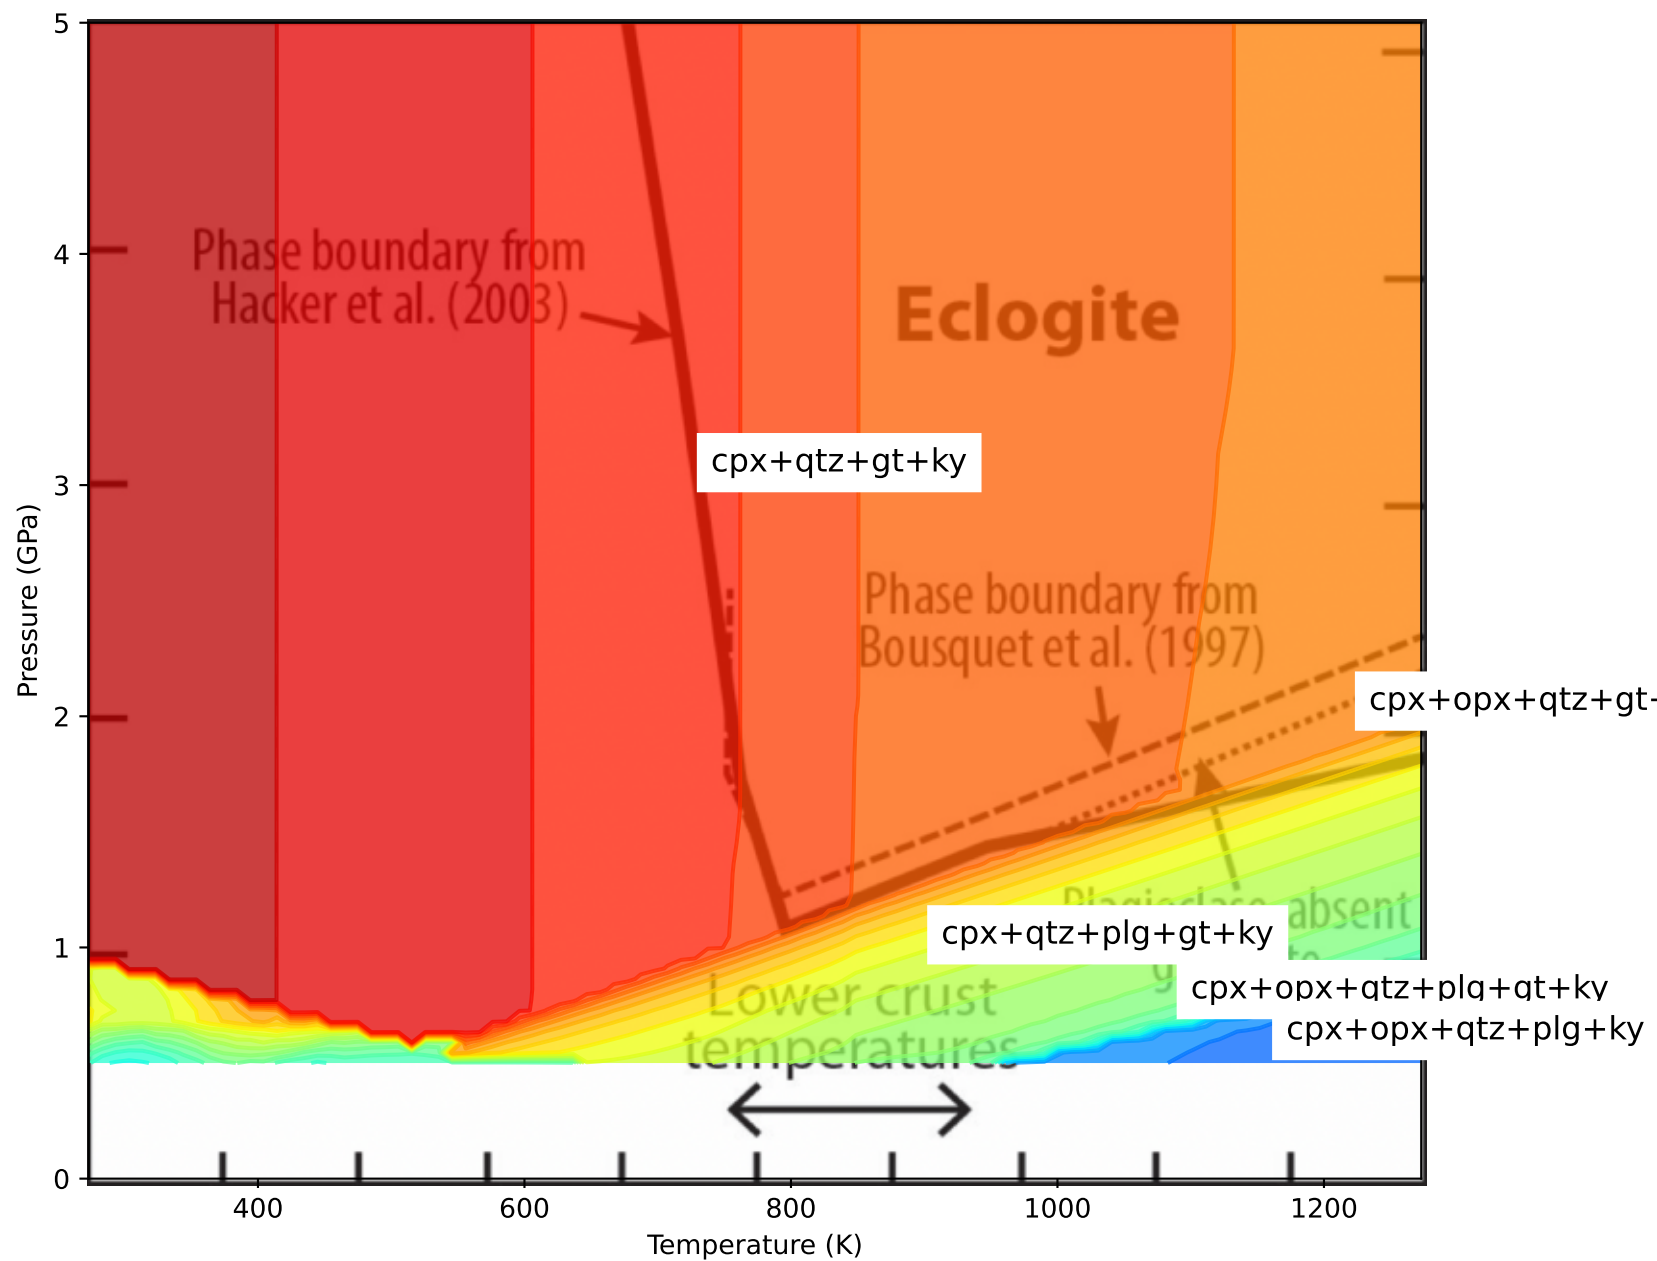 5
4
3
2
1
0
Pressure (GPa)
Phase boundary from
Hacker et al. (2003)
Eclogite
cpx+qtz+gt+ky
Phase boundary from
Bousquet et al. (1997)
cpx+opx+qtz+gt-
absent
cpx+qtz+plg+gt+ky
Lower crust
temperatures
cpx+opx+qtz+plg+gt+ky
cpx+opx+qtz+plg+ky
400
600
800
1000
1200
Temperature (K)